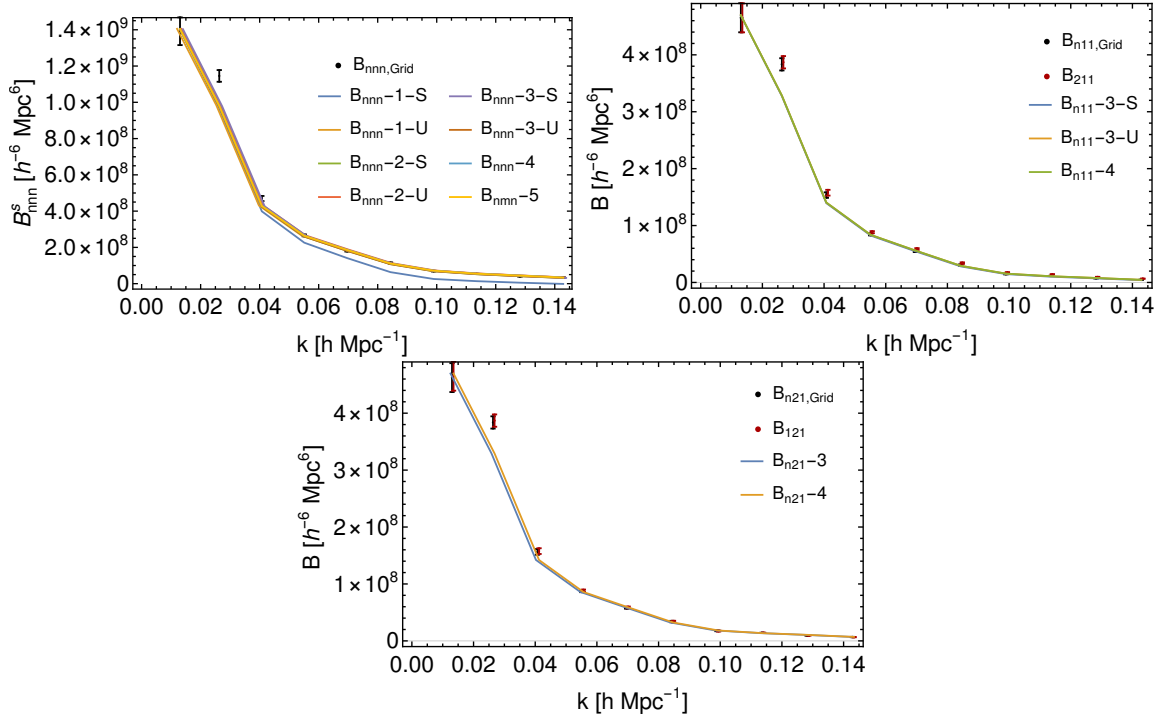 1.4×10⁹
1.2×10⁹
1.0×10⁹
8.×10⁸
6.×10⁸
4.×10⁸
2.×10⁸
0
B^s_nnn [h⁻⁶ Mpc⁶]
B_nnn,Grid
B_nnn-1-S
B_nnn-1-U
B_nnn-2-S
B_nnn-2-U
B_nnn-3-S
B_nnn-3-U
B_nnn-4
B_nmn-5
0.00 0.02 0.04 0.06 0.08 0.10 0.12 0.14
k [h Mpc⁻¹]
4×10⁸
3×10⁸
2×10⁸
1×10⁸
0
B [h⁻⁶ Mpc⁶]
B_n11,Grid
B_211
B_n11-3-S
B_n11-3-U
B_n11-4
0.00 0.02 0.04 0.06 0.08 0.10 0.12 0.14
k [h Mpc⁻¹]
4×10⁸
3×10⁸
2×10⁸
1×10⁸
0
B [h⁻⁶ Mpc⁶]
B_n21,Grid
B_121
B_n21-3
B_n21-4
0.00 0.02 0.04 0.06 0.08 0.10 0.12 0.14
k [h Mpc⁻¹]